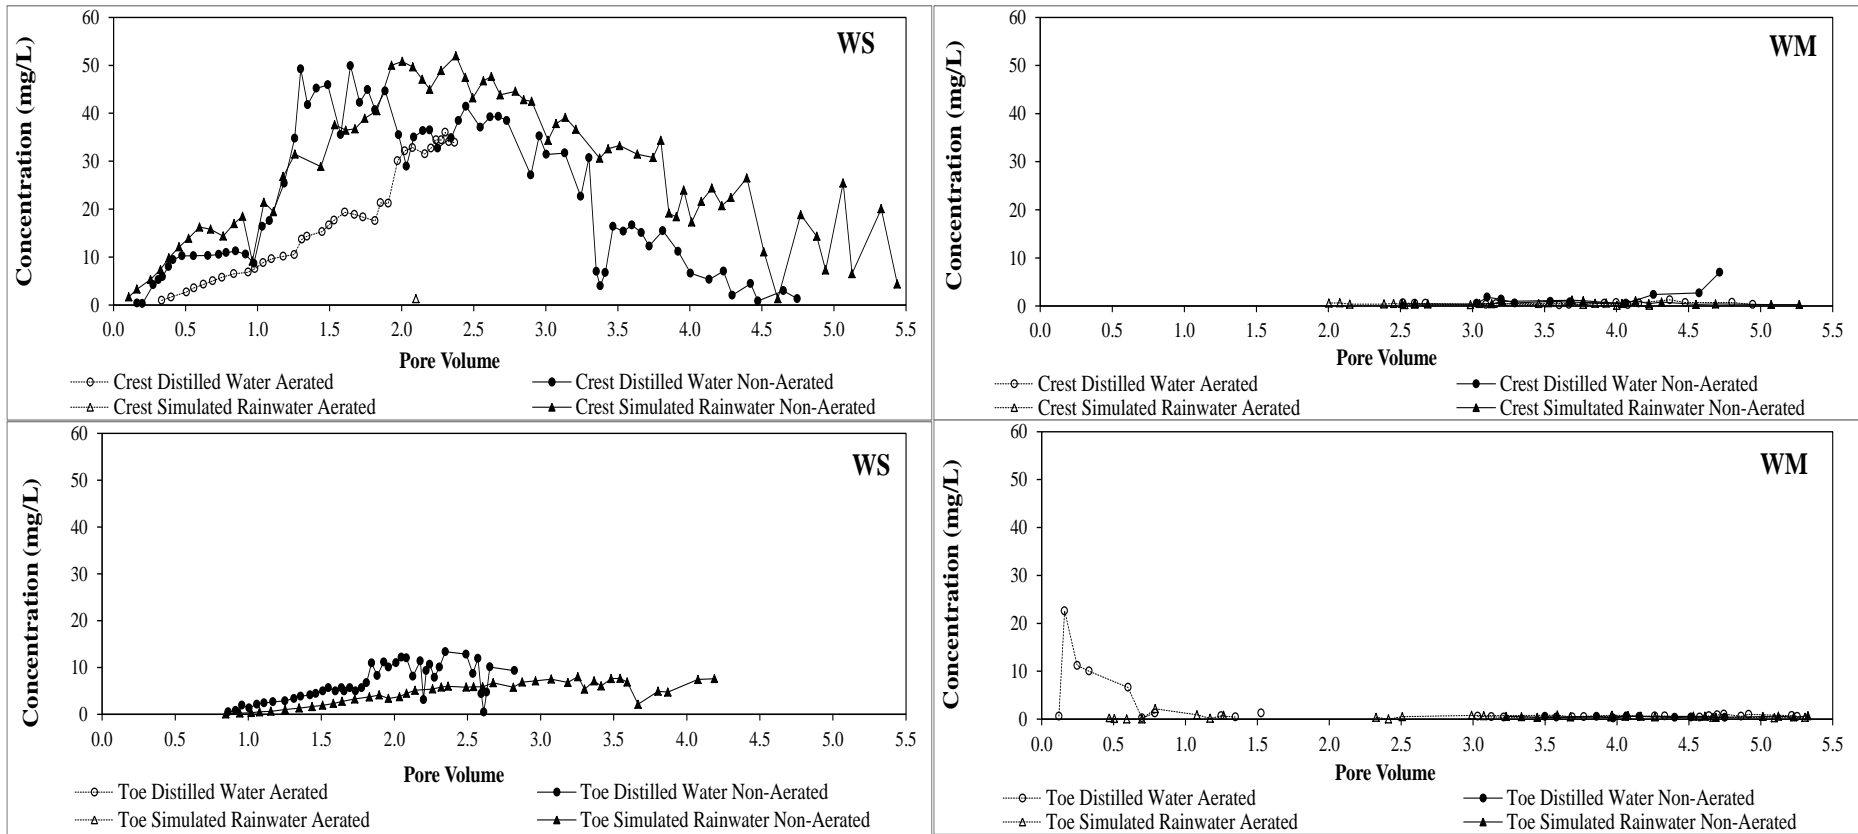 WS
Concentration (mg/L)
60
50
40
30
20
10
0
0.0 0.5 1.0 1.5 2.0 2.5 3.0 3.5 4.0 4.5 5.0 5.5
Pore Volume
Crest Distilled Water Aerated
Crest Distilled Water Non-Aerated
Crest Simulated Rainwater Aerated
Crest Simulated Rainwater Non-Aerated
WM
Concentration (mg/L)
60
50
40
30
20
10
0
0.0 0.5 1.0 1.5 2.0 2.5 3.0 3.5 4.0 4.5 5.0 5.5
Pore Volume
Crest Distilled Water Aerated
Crest Distilled Water Non-Aerated
Crest Simulated Rainwater Aerated
Crest Simultated Rainwater Non-Aerated
WS
Concentration (mg/L)
60
50
40
30
20
10
0
0.0 0.5 1.0 1.5 2.0 2.5 3.0 3.5 4.0 4.5 5.0 5.5
Pore Volume
Toe Distilled Water Aerated
Toe Distilled Water Non-Aerated
Toe Simulated Rainwater Aerated
Toe Simulated Rainwater Non-Aerated
WM
Concentration (mg/L)
60
50
40
30
20
10
0
0.0 0.5 1.0 1.5 2.0 2.5 3.0 3.5 4.0 4.5 5.0 5.5
Pore Volume
Toe Distilled Water Aerated
Toe Distilled Water Non-Aerated
Toe Simulated Rainwater Aerated
Toe Simulated Rainwater Non-Aerated